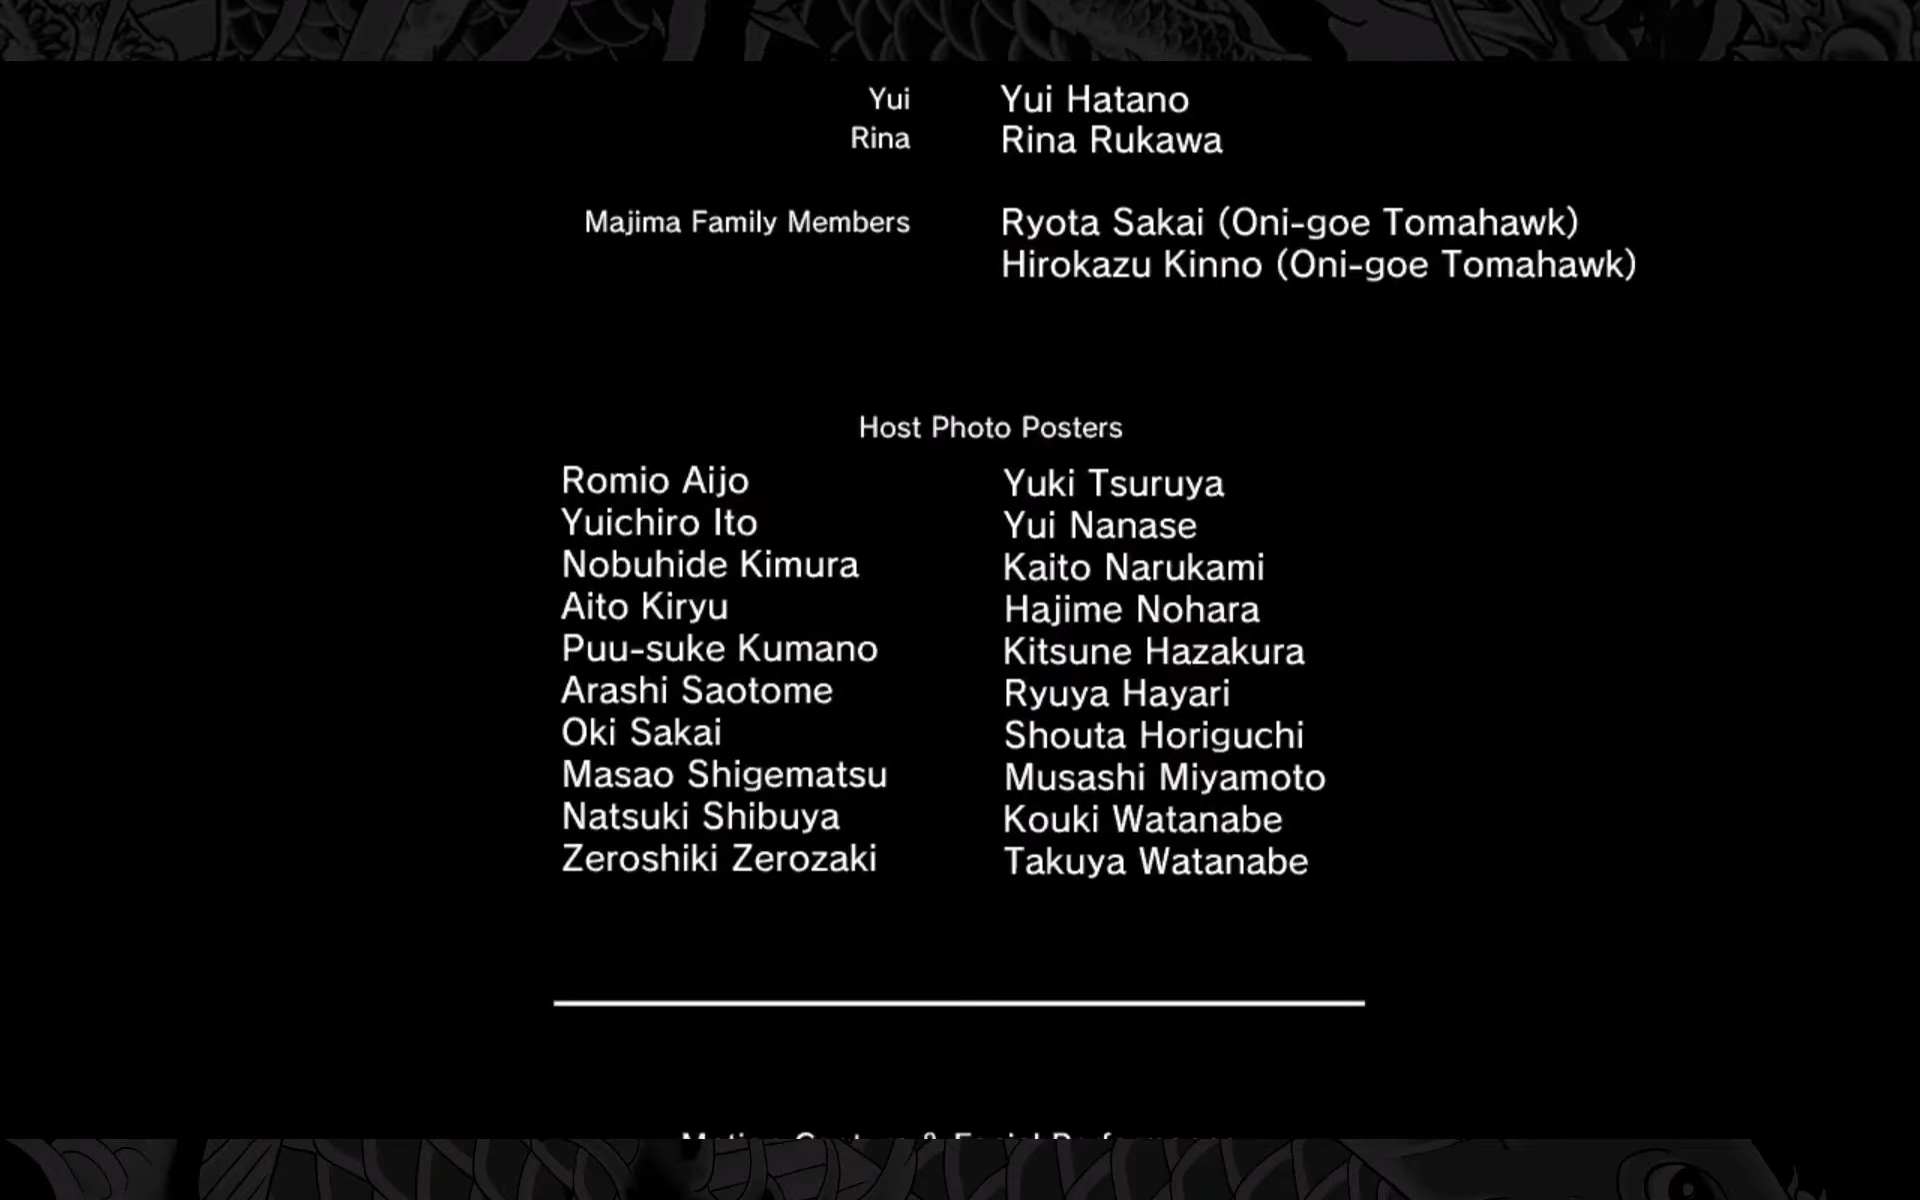 Yui Yui Hatano
Rina Rina Rukawa
Majima Family Members Ryota Sakai (Oni-goe Tomahawk)
Hirokazu Kinno (Oni-goe Tomahawk)
Host Photo Posters
Romio Aijo Yuki Tsuruya
Yuichiro Ito Yui Nanase
Nobuhide Kimura Kaito Narukami
Aito Kiryu Hajime Nohara
Puu-suke Kumano Kitsune Hazakura
Arashi Saotome Ryuya Hayari
Oki Sakai Shouta Horiguchi
Masao Shigematsu Musashi Miyamoto
Natsuki Shibuya Kouki Watanabe
Zeroshiki Zerozaki Takuya Watanabe